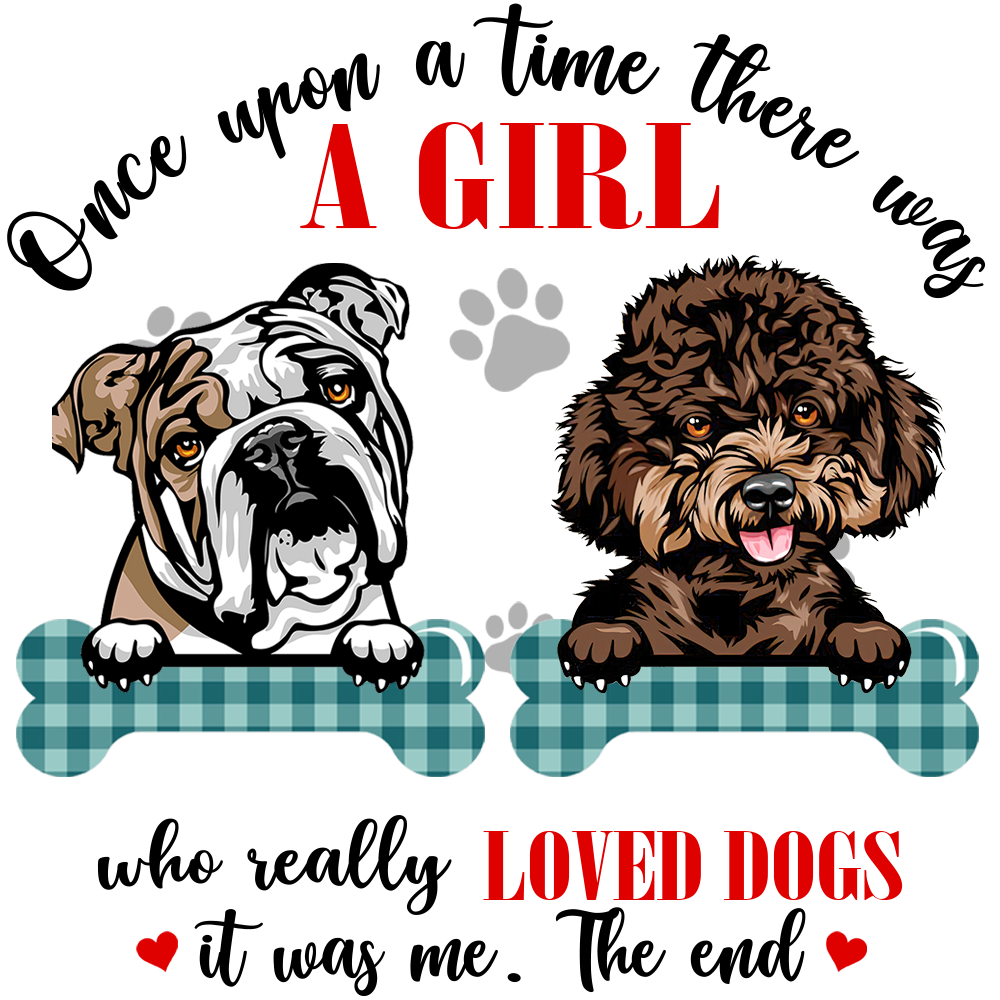 Once upon a time there was
A GIRL
who really LOVED DOGS
it was me. The end